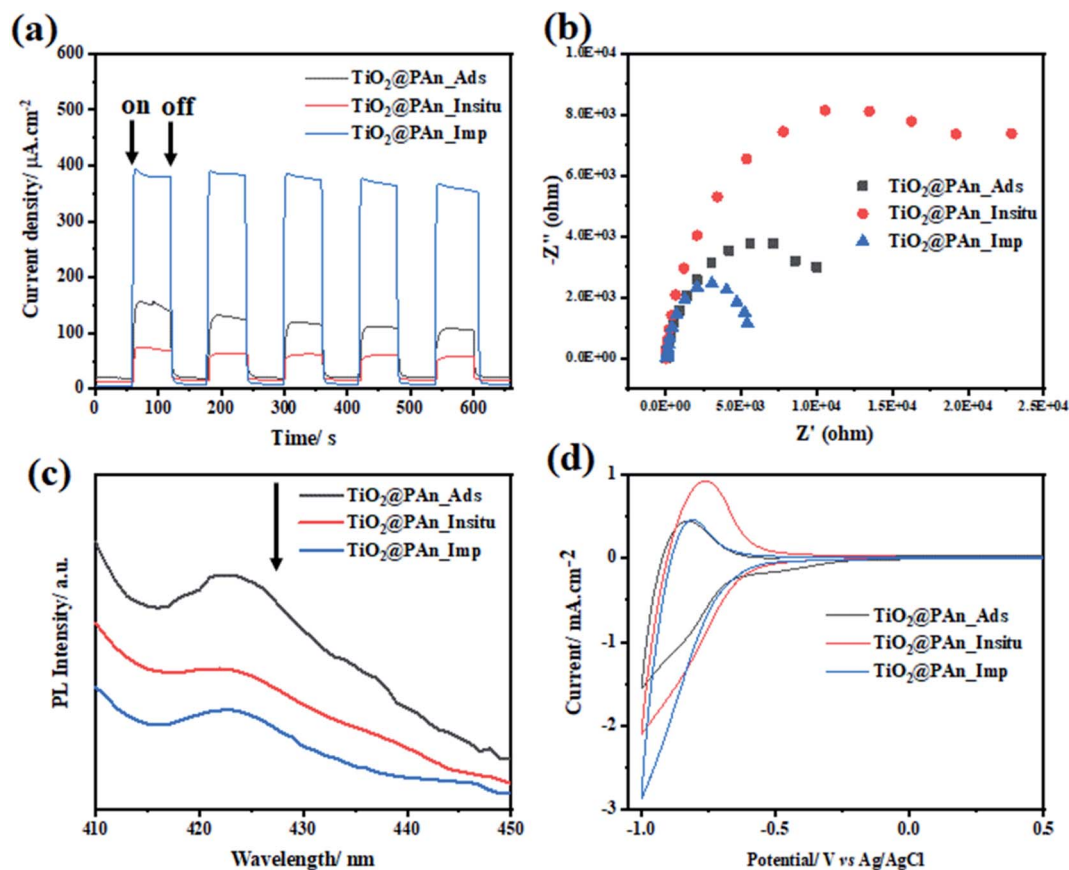 (a)
600
500
400
300
200
100
0
Current density/ μA.cm-2
on off
TiO2@PAn_Ads
TiO2@PAn_Insitu
TiO2@PAn_Imp
0 100 200 300 400 500 600
Time/ s
(b)
1.0E+04
8.0E+03
6.0E+03
4.0E+03
2.0E+03
0.0E+00
-Z'' (ohm)
TiO2@PAn_Ads
TiO2@PAn_Insitu
TiO2@PAn_Imp
0.0E+00 5.0E+03 1.0E+04 1.5E+04 2.0E+04 2.5E+04
Z' (ohm)
(c)
PL Intensity/ a.u.
TiO2@PAn_Ads
TiO2@PAn_Insitu
TiO2@PAn_Imp
410 420 430 440 450
Wavelength/ nm
(d)
1
0
-1
-2
-3
Current/ mA.cm-2
TiO2@PAn_Ads
TiO2@PAn_Insitu
TiO2@PAn_Imp
-1.0 -0.5 0.0 0.5
Potential/ V vs Ag/AgCl